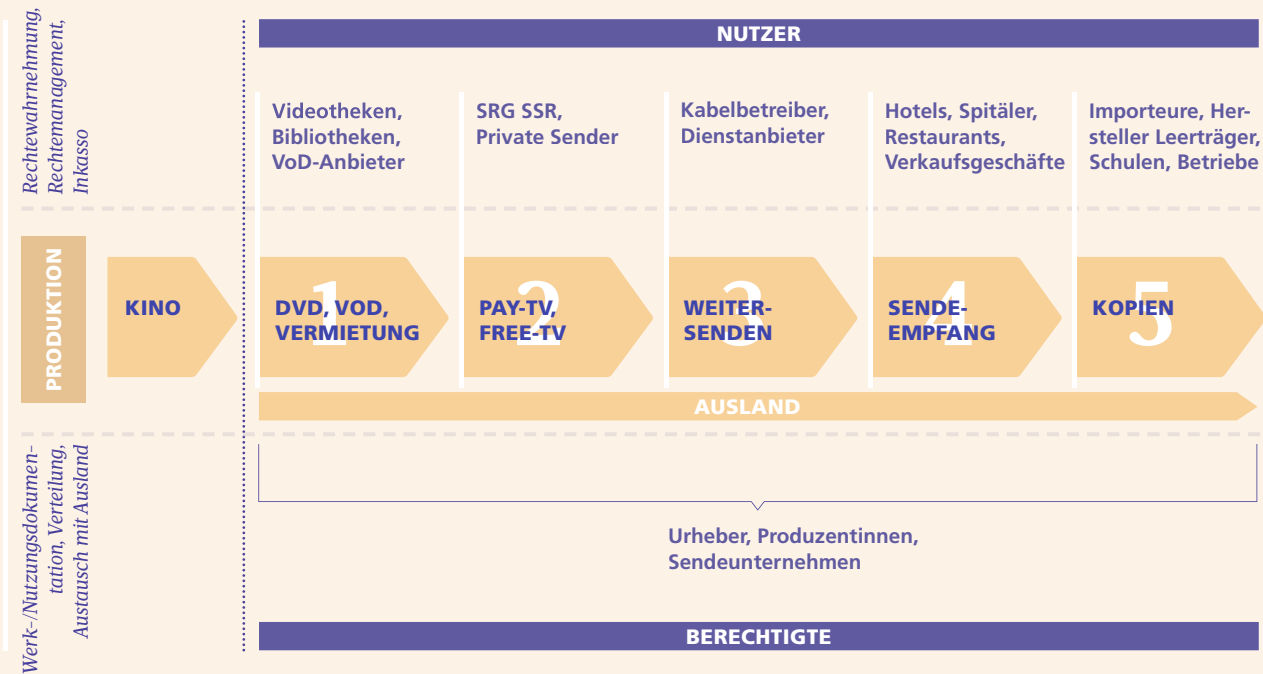 Rechtewahrnehmung,
Rechtemanagement,
Inkasso
NUTZER
Videotheken,
Bibliotheken,
VoD-Anbieter
SRG SSR,
Private Sender
Kabelbetreiber,
Dienstanbieter
Hotels, Spitäler,
Restaurants,
Verkaufsgeschäfte
Importeure, Her-
steller Leerträger,
Schulen, Betriebe
PRODUKTION
KINO
1
DVD, VOD,
VERMIETUNG
2
PAY-TV,
FREE-TV
3
WEITER-
SENDEN
4
SENDE-
EMPFANG
5
KOPIEN
AUSLAND
Werk-/Nutzungsdokumen-
tation, Verteilung,
Austausch mit Ausland
Urheber, Produzentinnen,
Sendeunternehmen
BERECHTIGTE